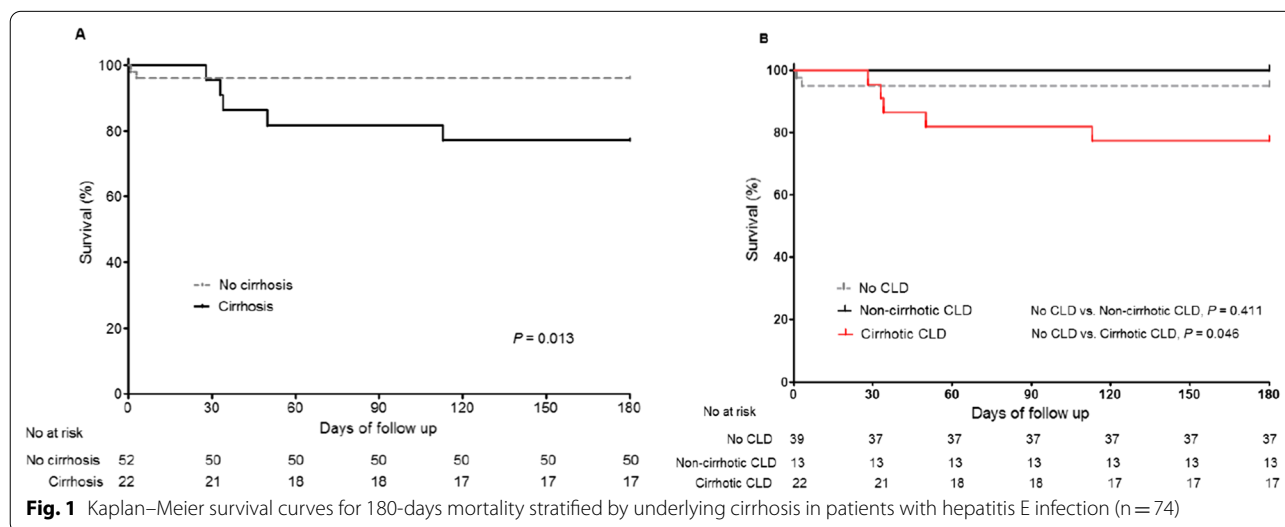 A
100
80
60
40
20
0
Survival (%)
No cirrhosis
Cirrhosis
P = 0.013
0 30 60 90 120 150 180
Days of follow up
No at risk
No cirrhosis 52 50 50 50 50 50 50
Cirrhosis 22 21 18 18 17 17 17
B
100
80
60
40
20
0
Survival (%)
No CLD
Non-cirrhotic CLD No CLD vs. Non-cirrhotic CLD, P = 0.411
Cirrhotic CLD No CLD vs. Cirrhotic CLD, P = 0.046
0 30 60 90 120 150 180
Days of follow up
No at risk
No CLD 39 37 37 37 37 37 37
Non-cirrhotic CLD 13 13 13 13 13 13 13
Cirrhotic CLD 22 21 18 18 17 17 17
Fig. 1 Kaplan–Meier survival curves for 180-days mortality stratified by underlying cirrhosis in patients with hepatitis E infection (n = 74)